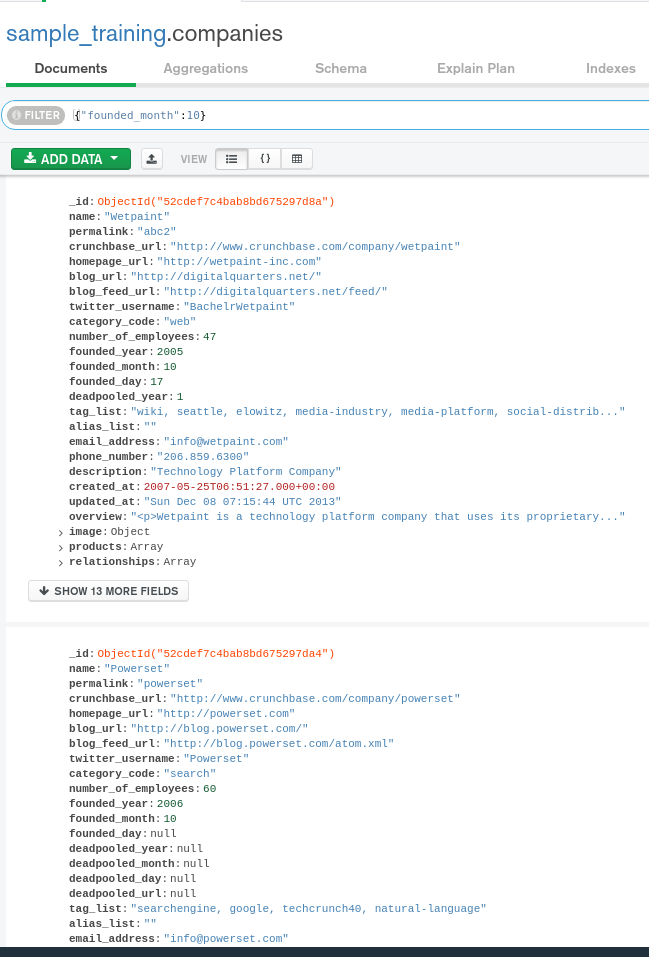 sample_training.companies
Documents Aggregations Schema Explain Plan Indexes
FILTER {"founded_month":10}
ADD DATA VIEW {}
_id:ObjectId("52cdef7c4bab8bd675297d8a")
name:"Wetpaint"
permalink:"abc2"
crunchbase_url:"http://www.crunchbase.com/company/wetpaint"
homepage_url:"http://wetpaint-inc.com"
blog_url:"http://digitalquarters.net/"
blog_feed_url:"http://digitalquarters.net/feed/"
twitter_username:"BachelrWetpaint"
category_code:"web"
number_of_employees:47
founded_year:2005
founded_month:10
founded_day:17
deadpooled_year:1
tag_list:"wiki, seattle, elowitz, media-industry, media-platform, social-distrib..."
alias_list:""
email_address:"info@wetpaint.com"
phone_number:"206.859.6300"
description:"Technology Platform Company"
created_at:2007-05-25T06:51:27.000+00:00
updated_at:"Sun Dec 08 07:15:44 UTC 2013"
overview:"<p>Wetpaint is a technology platform company that uses its proprietary..."
image:Object
products:Array
relationships:Array
SHOW 13 MORE FIELDS
_id:ObjectId("52cdef7c4bab8bd675297da4")
name:"Powerset"
permalink:"powerset"
crunchbase_url:"http://www.crunchbase.com/company/powerset"
homepage_url:"http://powerset.com"
blog_url:"http://blog.powerset.com/"
blog_feed_url:"http://blog.powerset.com/atom.xml"
twitter_username:"Powerset"
category_code:"search"
number_of_employees:60
founded_year:2006
founded_month:10
founded_day:null
deadpooled_year:null
deadpooled_month:null
deadpooled_day:null
deadpooled_url:null
tag_list:"searchengine, google, techcrunch40, natural-language"
alias_list:""
email_address:"info@powerset.com"